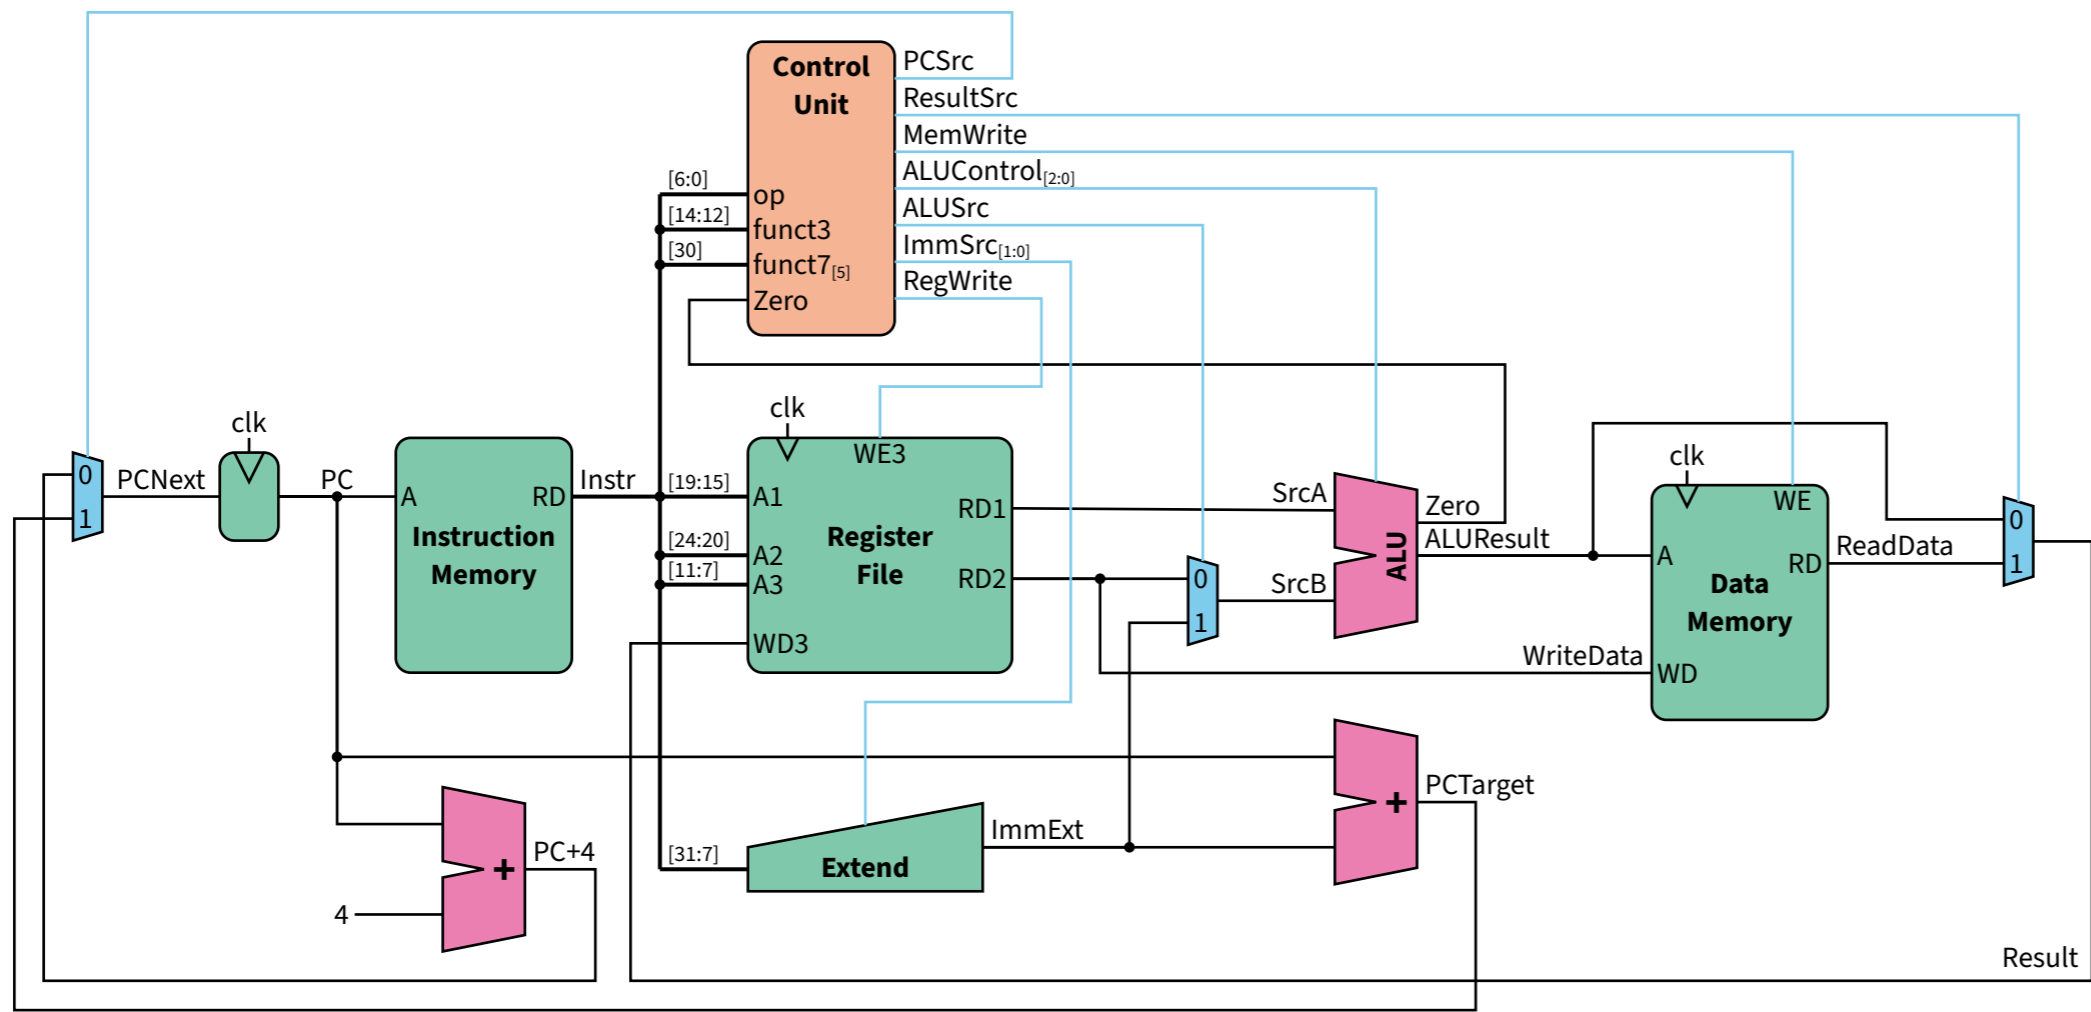 Control
Unit
PCSrc
ResultSrc
MemWrite
ALUControl[2:0]
ALUSrc
ImmSrc[1:0]
RegWrite
[6:0]
op
[14:12]
funct3
[30]
funct7[5]
Zero
0
1
PCNext
clk
PC
A
RD
Instruction
Memory
Instr
clk
WE3
[19:15]
A1
[24:20]
A2
[11:7]
A3
WD3
Register
File
RD1
RD2
0
1
SrcA
SrcB
ALU
Zero
ALUResult
clk
WE
A
RD
Data
Memory
WriteData
WD
ReadData
0
1
4
+
PC+4
[31:7]
Extend
ImmExt
+
PCTarget
Result